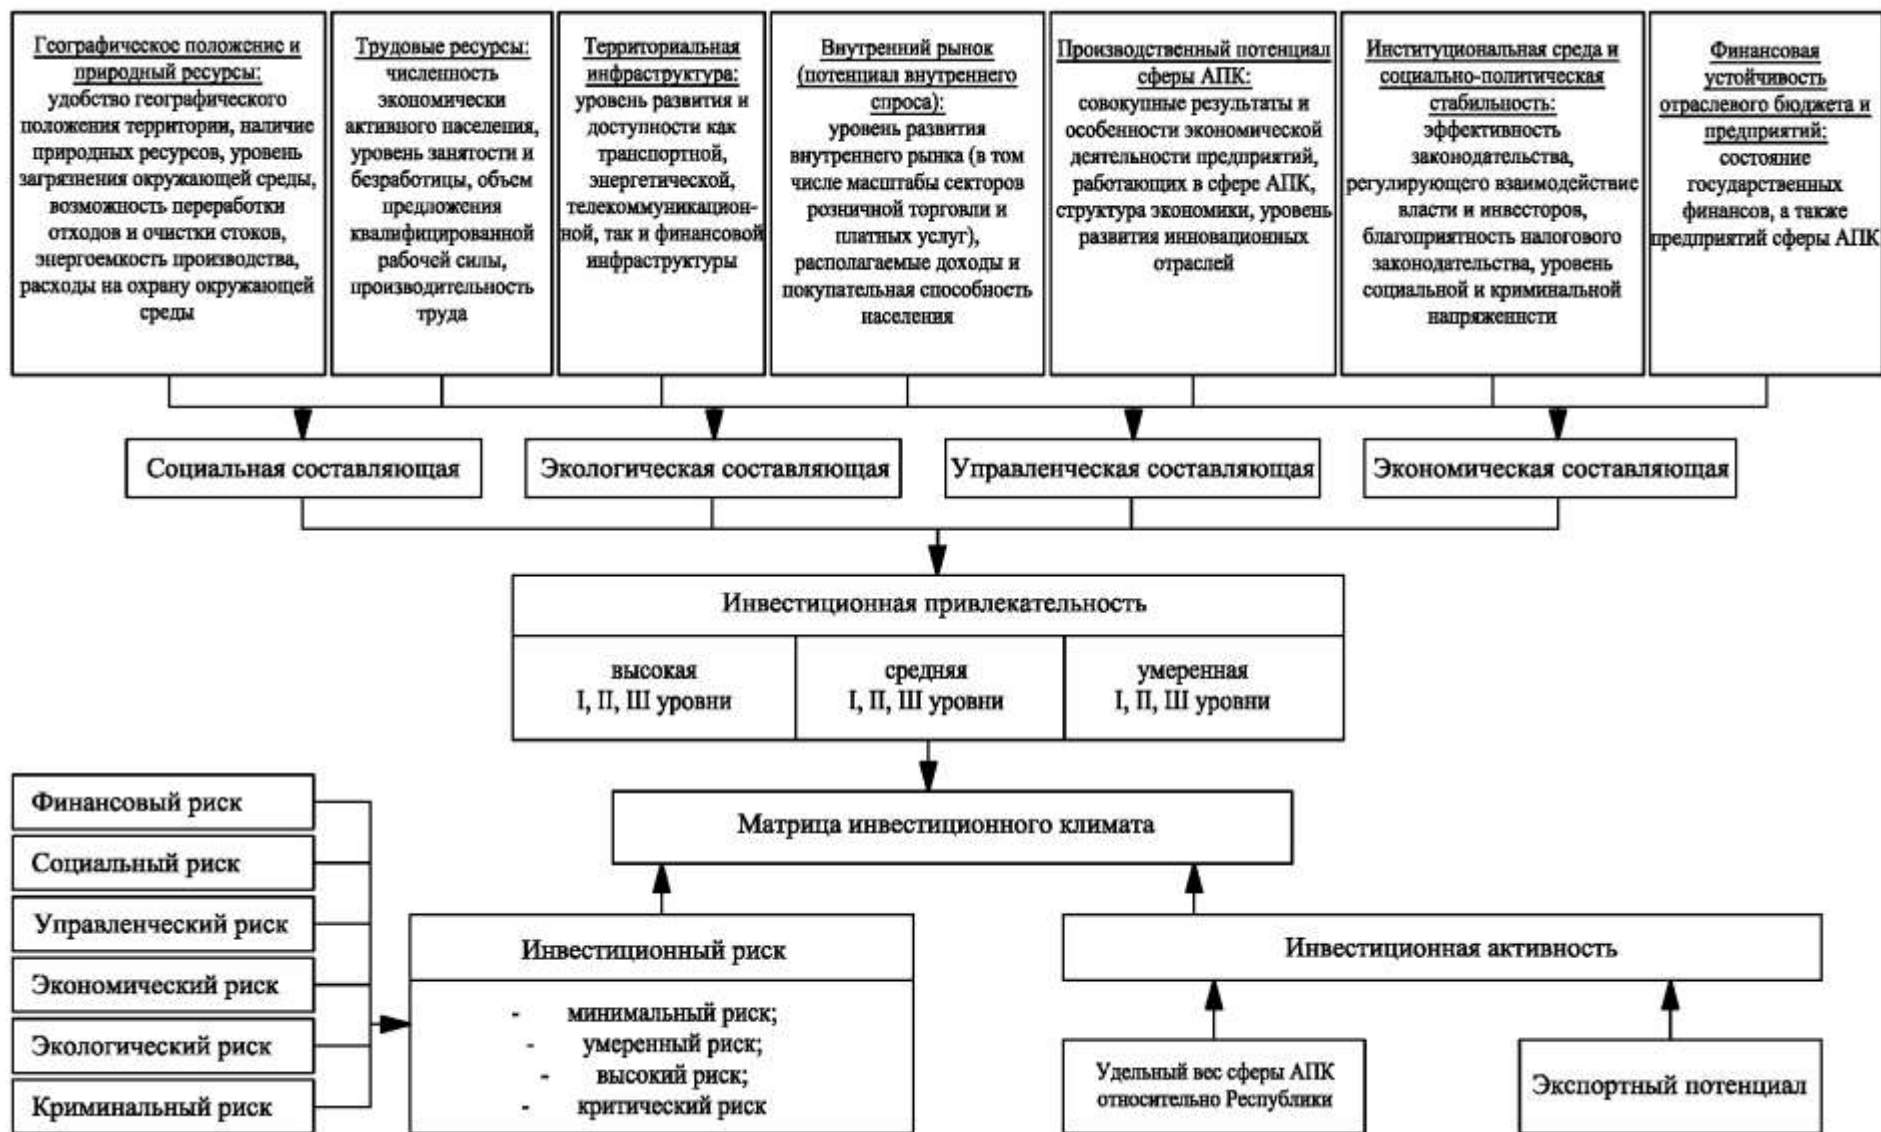 Географическое положение и
природный ресурсы:
удобство географического
положения территории, наличие
природных ресурсов, уровень
загрязнения окружающей среды,
возможность переработки
отходов и очистки стоков,
энергоемкость производства,
расходы на охрану окружающей
среды
Трудовые ресурсы:
численность
экономически
активного населения,
уровень занятости и
безработицы, объем
предложения
квалифицированной
рабочей силы,
производительность
труда
Территориальная
инфраструктура:
уровень развития и
доступности как
транспортной,
энергетической,
телекоммуникацион-
ной, так и финансовой
инфраструктуры
Внутренний рынок
(потенциал внутреннего
спроса):
уровень развития
внутреннего рынка (в том
числе масштабы секторов
розничной торговли и
платных услуг),
располагаемые доходы и
покупательная способность
населения
Производственный потенциал
сферы АПК:
совокупные результаты и
особенности экономической
деятельности предприятий,
работающих в сфере АПК,
структура экономики, уровень
развития инновационных
отраслей
Институциональная среда и
социально-политическая
стабильность:
эффективность
законодательства,
регулирующего взаимодействие
власти и инвесторов,
благоприятность налогового
законодательства, уровень
социальной и криминальной
напряженнсти
Финансовая
устойчивость
отраслевого бюджета и
предприятий:
состояние
государственных
финансов, а также
предприятий сферы АПК
Социальная составляющая
Экологическая составляющая
Управленческая составляющая
Экономическая составляющая
Инвестиционная привлекательность
высокая
I, II, III уровни
средняя
I, II, III уровни
умеренная
I, II, III уровни
Матрица инвестиционного климата
Финансовый риск
Социальный риск
Управленческий риск
Экономический риск
Экологический риск
Криминальный риск
Инвестиционный риск
- минимальный риск;
- умеренный риск;
- высокий риск;
- критический риск
Инвестиционная активность
Удельный вес сферы АПК
относительно Республики
Экспортный потенциал